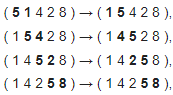 ( 5 1 4 2 8 ) → ( 1 5 4 2 8 ),
( 1 5 4 2 8 ) → ( 1 4 5 2 8 ),
( 1 4 5 2 8 ) → ( 1 4 2 5 8 ),
( 1 4 2 5 8 ) → ( 1 4 2 5 8 ),